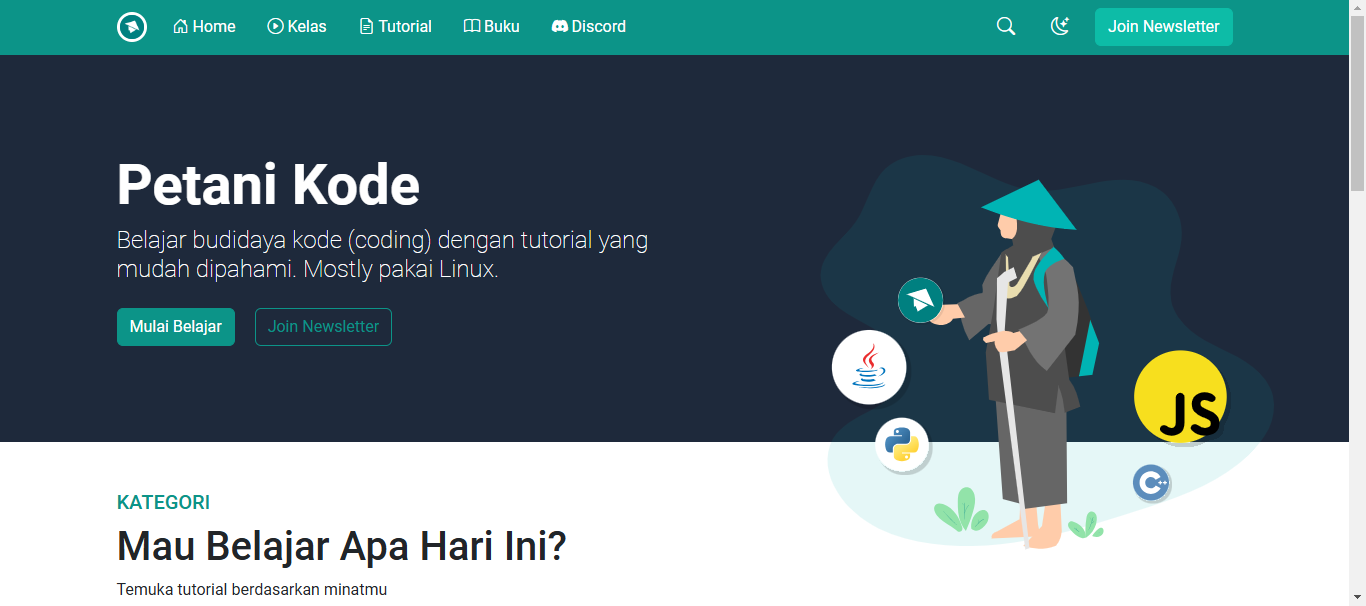 Home
Kelas
Tutorial
Buku
Discord
Join Newsletter
Petani Kode
Belajar budidaya kode (coding) dengan tutorial yang
mudah dipahami. Mostly pakai Linux.
Mulai Belajar
Join Newsletter
JS
C++
KATEGORI
Mau Belajar Apa Hari Ini?
Temuka tutorial berdasarkan minatmu